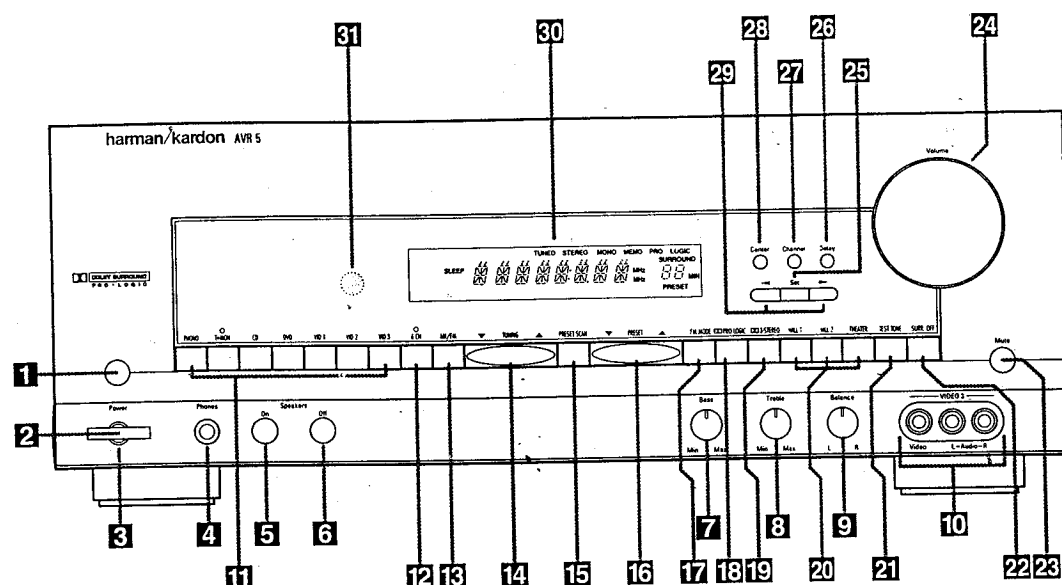 31 30 28 27 26 25 24
29
harman/kardon AVR 5
Volume
TUNED STEREO MONO MEMO PRO LOGIC
SURROUND
SLEEP MHz MIN
MHz
PRESET
Center Channel Delay
Set
DOLBY SURROUND
PRO·LOGIC
PHONO T-MON CD DVD VID 1 VID 2 VID 3 6 CH AM/FM TUNING PRESET SCAN PRESET FM MODE PRO LOGIC 3-STEREO HALL 1 HALL 2 THEATER TEST TONE SURR. OFF
Mute
1
Power Phones Speakers
On Off
Bass Treble Balance
VIDEO 3
2
Min Max Min Max L R
Video L-Audio-R
3 4 5 6 7 8 9 10
11 12 13 14 15 16 17 18 19 20 21 22 23